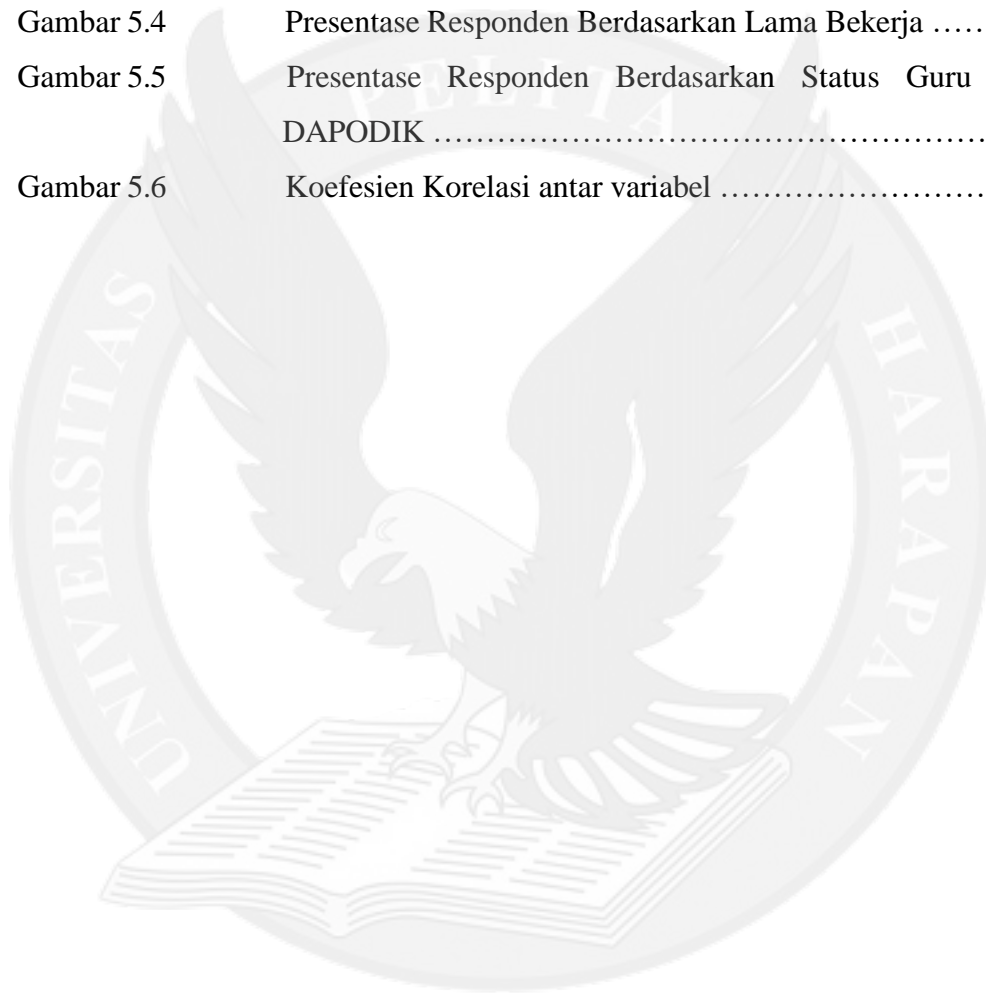 Gambar 5.4 Presentase Responden Berdasarkan Lama Bekerja …..
Gambar 5.5 Presentase Responden Berdasarkan Status Guru
DAPODIK ……………………………………………
Gambar 5.6 Koefesien Korelasi antar variabel …………………….
UNIVERSITAS PELITA HARAPAN